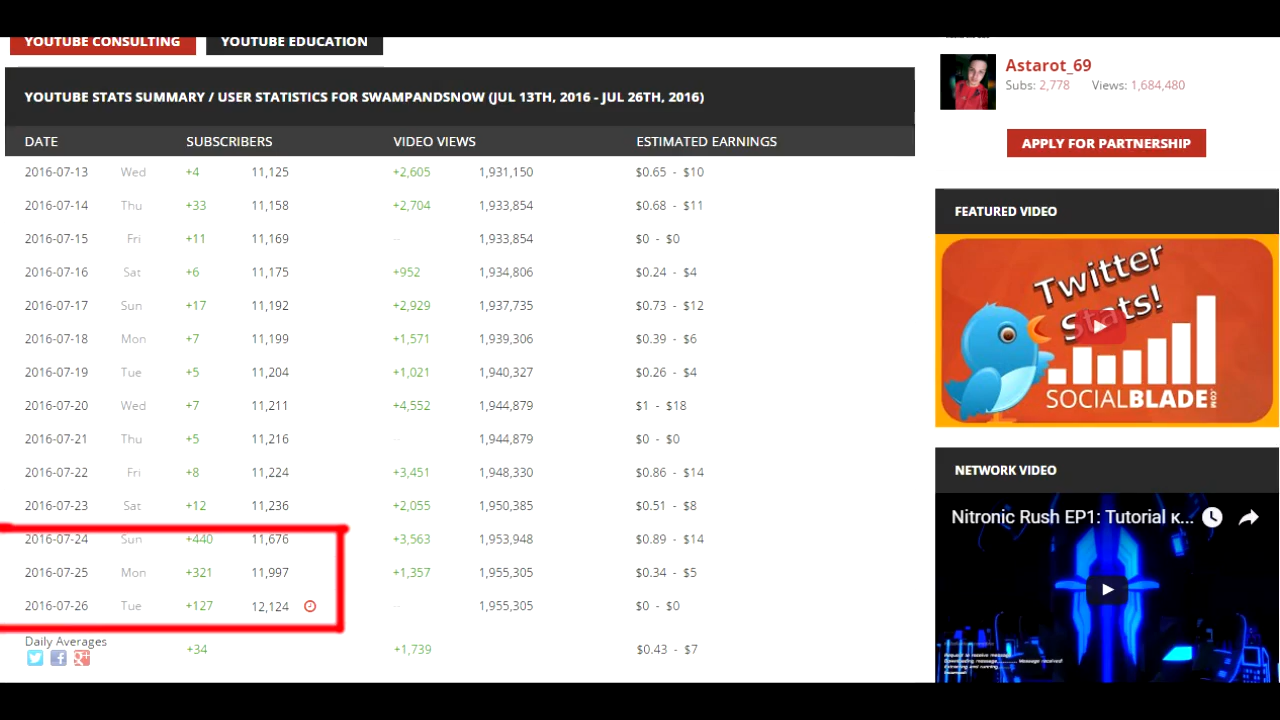 YOUTUBE CONSULTING YOUTUBE EDUCATION
YOUTUBE STATS SUMMARY / USER STATISTICS FOR SWAMPANDSNOW (JUL 13TH, 2016 - JUL 26TH, 2016)
DATE SUBSCRIBERS VIDEO VIEWS ESTIMATED EARNINGS
2016-07-13 Wed +4 11,125 +2,605 1,931,150 $0.65 - $10
2016-07-14 Thu +33 11,158 +2,704 1,933,854 $0.68 - $11
2016-07-15 Fri +11 11,169 -- 1,933,854 $0 - $0
2016-07-16 Sat +6 11,175 +952 1,934,806 $0.24 - $4
2016-07-17 Sun +17 11,192 +2,929 1,937,735 $0.73 - $12
2016-07-18 Mon +7 11,199 +1,571 1,939,306 $0.39 - $6
2016-07-19 Tue +5 11,204 +1,021 1,940,327 $0.26 - $4
2016-07-20 Wed +7 11,211 +4,552 1,944,879 $1 - $18
2016-07-21 Thu +5 11,216 -- 1,944,879 $0 - $0
2016-07-22 Fri +8 11,224 +3,451 1,948,330 $0.86 - $14
2016-07-23 Sat +12 11,236 +2,055 1,950,385 $0.51 - $8
2016-07-24 Sun +440 11,676 +3,563 1,953,948 $0.89 - $14
2016-07-25 Mon +321 11,997 +1,357 1,955,305 $0.34 - $5
2016-07-26 Tue +127 12,124 -- 1,955,305 $0 - $0
Daily Averages +34 +1,739 $0.43 - $7
Astarot_69
Subs: 2,778 Views: 1,684,480
APPLY FOR PARTNERSHIP
FEATURED VIDEO
Twitter
Stats!
SOCIALBLADE.COM
NETWORK VIDEO
Nitronic Rush EP1: Tutorial к...